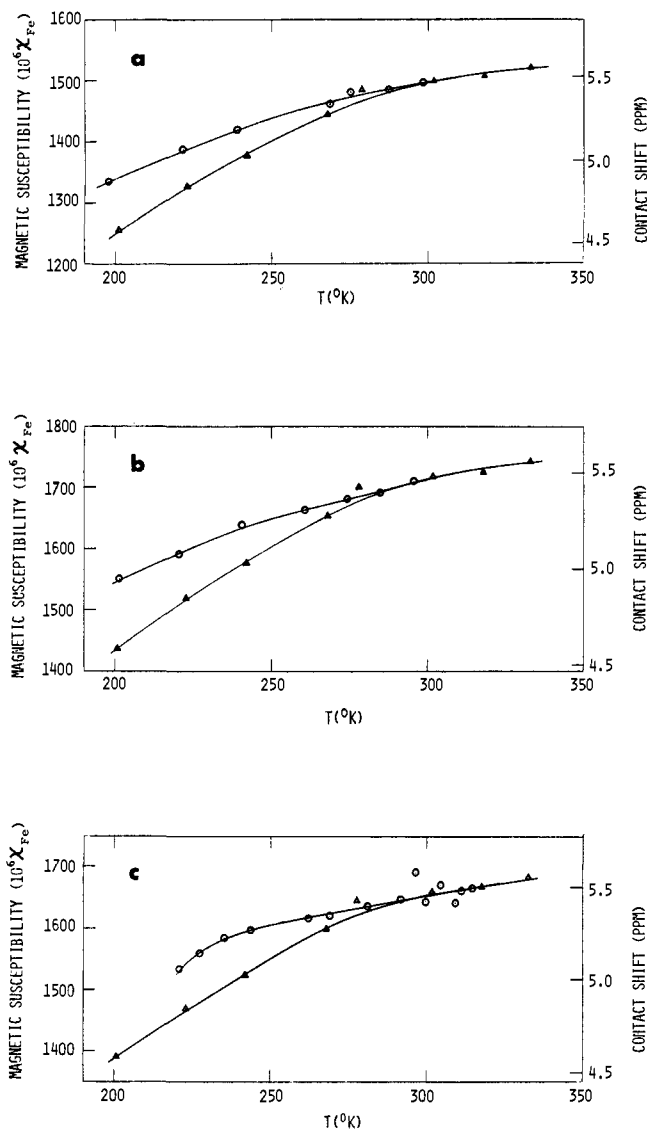 a
MAGNETIC SUSCEPTIBILITY (10⁶χFe)
1600
1500
1400
1300
1200
5.5
5.0
4.5
CONTACT SHIFT (PPM)
200 250 300 350
T(⁰K)
b
MAGNETIC SUSCEPTIBILITY (10⁶χFe)
1800
1700
1600
1500
1400
5.5
5.0
4.5
CONTACT SHIFT (PPM)
200 250 300 350
T(⁰K)
c
MAGNETIC SUSCEPTIBILITY (10⁶χFe)
1700
1600
1500
1400
5.5
5.0
4.5
CONTACT SHIFT (PPM)
200 250 300 350
T(⁰K)